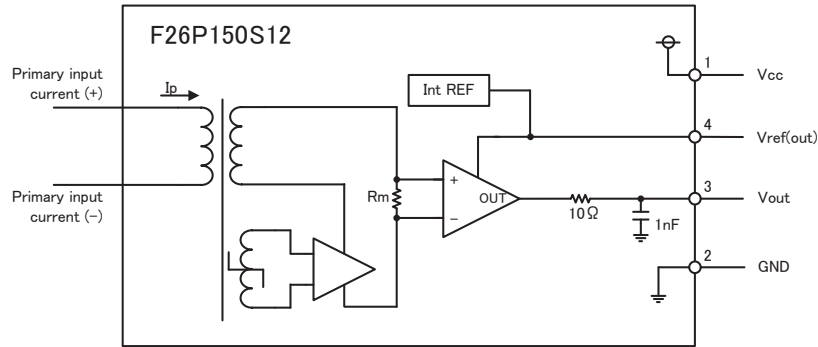 F26P150S12
Primary input
current (+)
Ip
Primary input
current (-)
Int REF
Rm
+
-
OUT
10Ω
1nF
1
Vcc
4
Vref(out)
3
Vout
2
GND